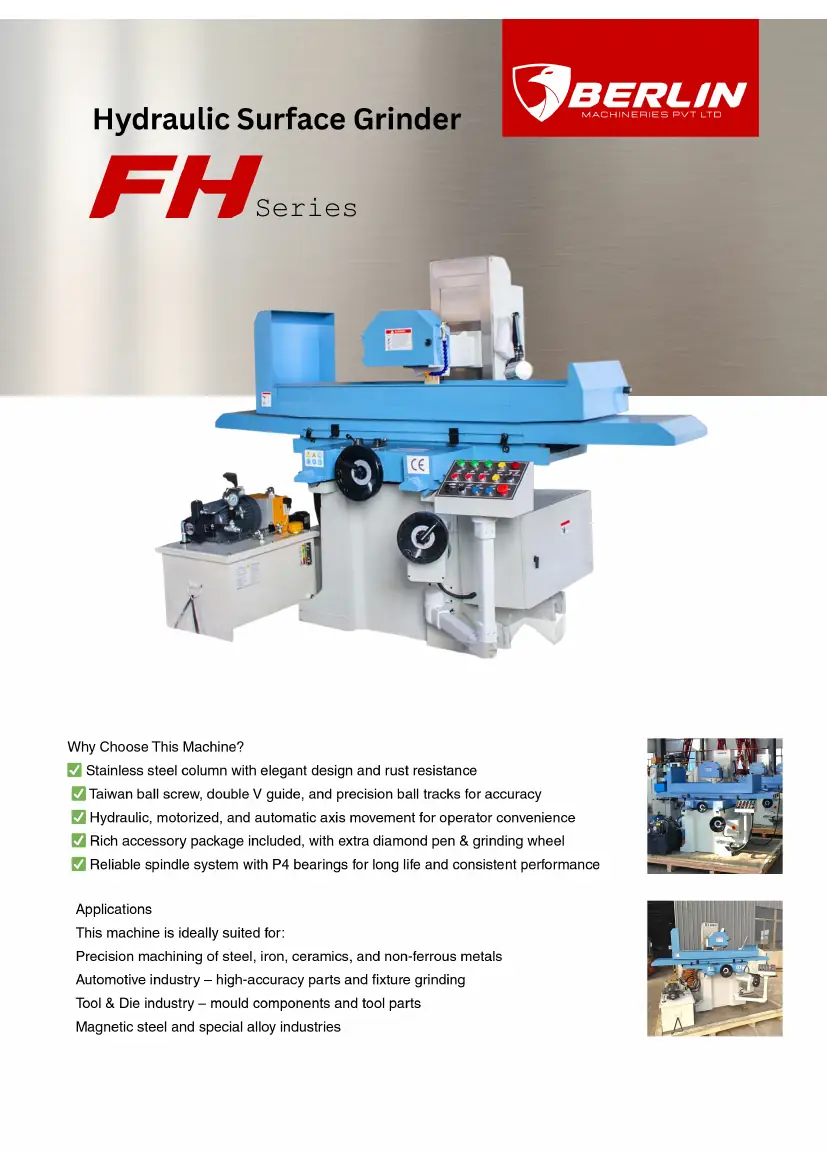 BERLIN
MACHINERIES PVT LTD
Hydraulic Surface Grinder
FH Series
CE
Why Choose This Machine?
✅ Stainless steel column with elegant design and rust resistance
✅ Taiwan ball screw, double V guide, and precision ball tracks for accuracy
✅ Hydraulic, motorized, and automatic axis movement for operator convenience
✅ Rich accessory package included, with extra diamond pen & grinding wheel
✅ Reliable spindle system with P4 bearings for long life and consistent performance
Applications
This machine is ideally suited for:
Precision machining of steel, iron, ceramics, and non-ferrous metals
Automotive industry – high-accuracy parts and fixture grinding
Tool & Die industry – mould components and tool parts
Magnetic steel and special alloy industries